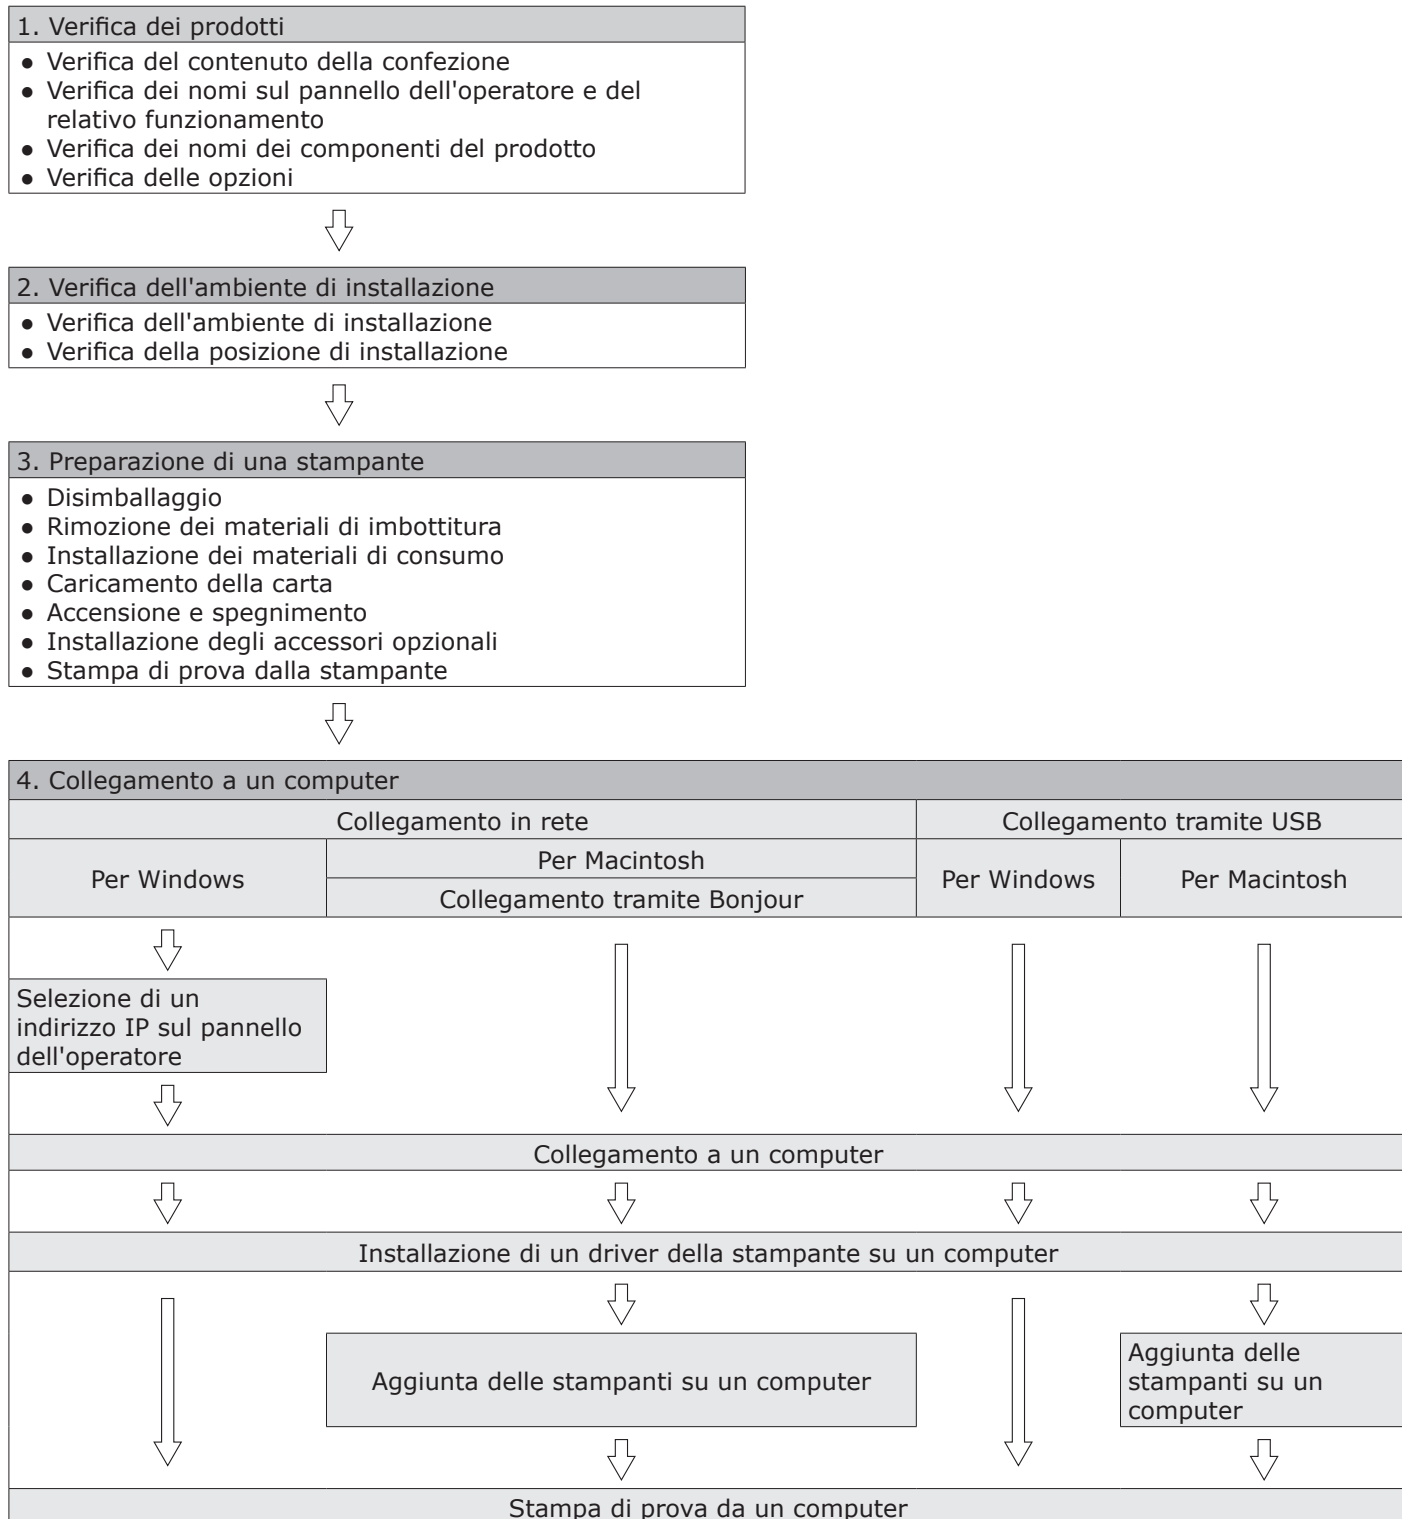 1. Verifica dei prodotti
● Verifica del contenuto della confezione
● Verifica dei nomi sul pannello dell'operatore e del
relativo funzionamento
● Verifica dei nomi dei componenti del prodotto
● Verifica delle opzioni
2. Verifica dell'ambiente di installazione
● Verifica dell'ambiente di installazione
● Verifica della posizione di installazione
3. Preparazione di una stampante
● Disimballaggio
● Rimozione dei materiali di imbottitura
● Installazione dei materiali di consumo
● Caricamento della carta
● Accensione e spegnimento
● Installazione degli accessori opzionali
● Stampa di prova dalla stampante
4. Collegamento a un computer
Collegamento in rete
Collegamento tramite USB
Per Windows
Per Macintosh
Collegamento tramite Bonjour
Per Windows
Per Macintosh
Selezione di un
indirizzo IP sul pannello
dell'operatore
Collegamento a un computer
Installazione di un driver della stampante su un computer
Aggiunta delle stampanti su un computer
Aggiunta delle
stampanti su un
computer
Stampa di prova da un computer